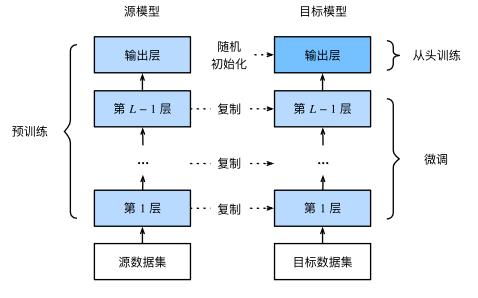 源模型
目标模型
输出层
随机
初始化
输出层
从头训练
第 L − 1 层
复制
第 L − 1 层
预训练
...
复制
...
微调
第 1 层
复制
第 1 层
源数据集
目标数据集